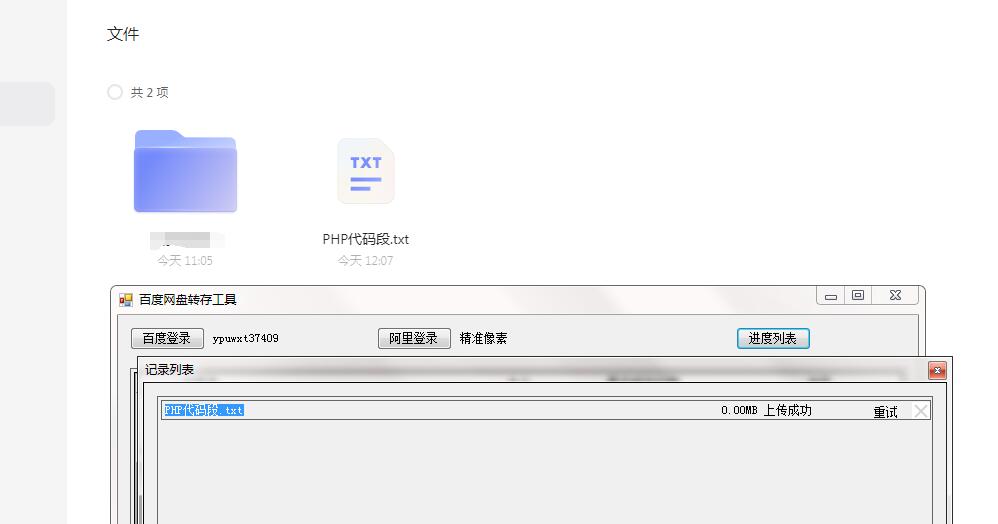 文件
共 2 项
TXT
PHP代码段.txt
今天 11:05
今天 12:07
百度网盘转存工具
百度登录 ypuwxt37409 阿里登录 精准像素 进度列表
记录列表
PHP代码段.txt 0.00MB 上传成功 重试